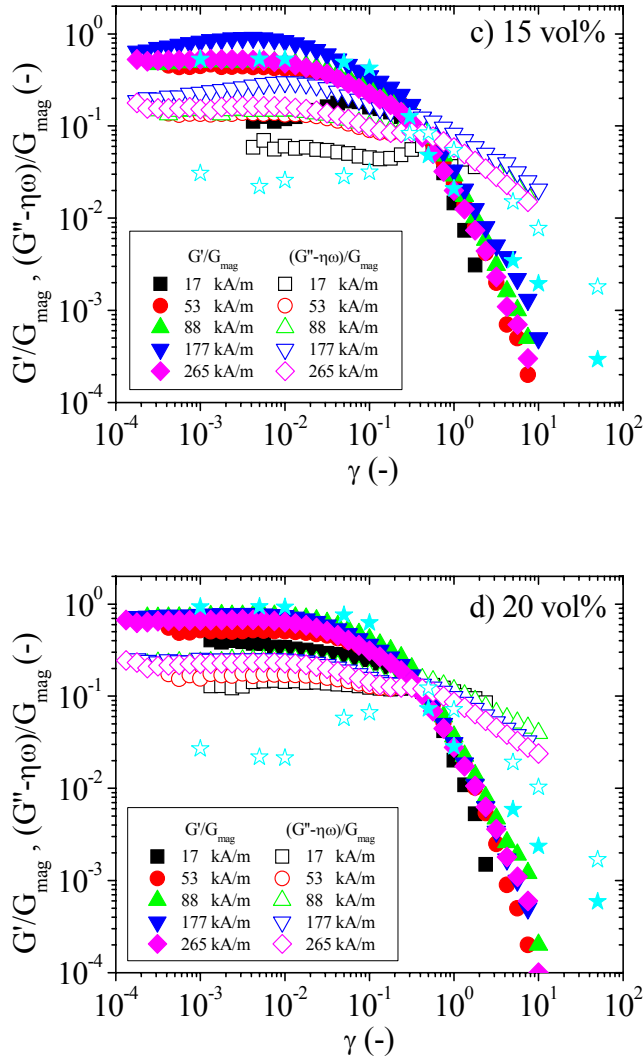 c) 15 vol%
10^0
10^-1
10^-2
10^-3
10^-4
G'/G_mag , (G''-ηω)/G_mag (-)
G'/G_mag (G''-ηω)/G_mag
17 kA/m 17 kA/m
53 kA/m 53 kA/m
88 kA/m 88 kA/m
177 kA/m 177 kA/m
265 kA/m 265 kA/m
10^-4 10^-3 10^-2 10^-1 10^0 10^1 10^2
γ (-)
d) 20 vol%
10^0
10^-1
10^-2
10^-3
10^-4
G'/G_mag , (G''-ηω)/G_mag (-)
G'/G_mag (G''-ηω)/G_mag
17 kA/m 17 kA/m
53 kA/m 53 kA/m
88 kA/m 88 kA/m
177 kA/m 177 kA/m
265 kA/m 265 kA/m
10^-4 10^-3 10^-2 10^-1 10^0 10^1 10^2
γ (-)